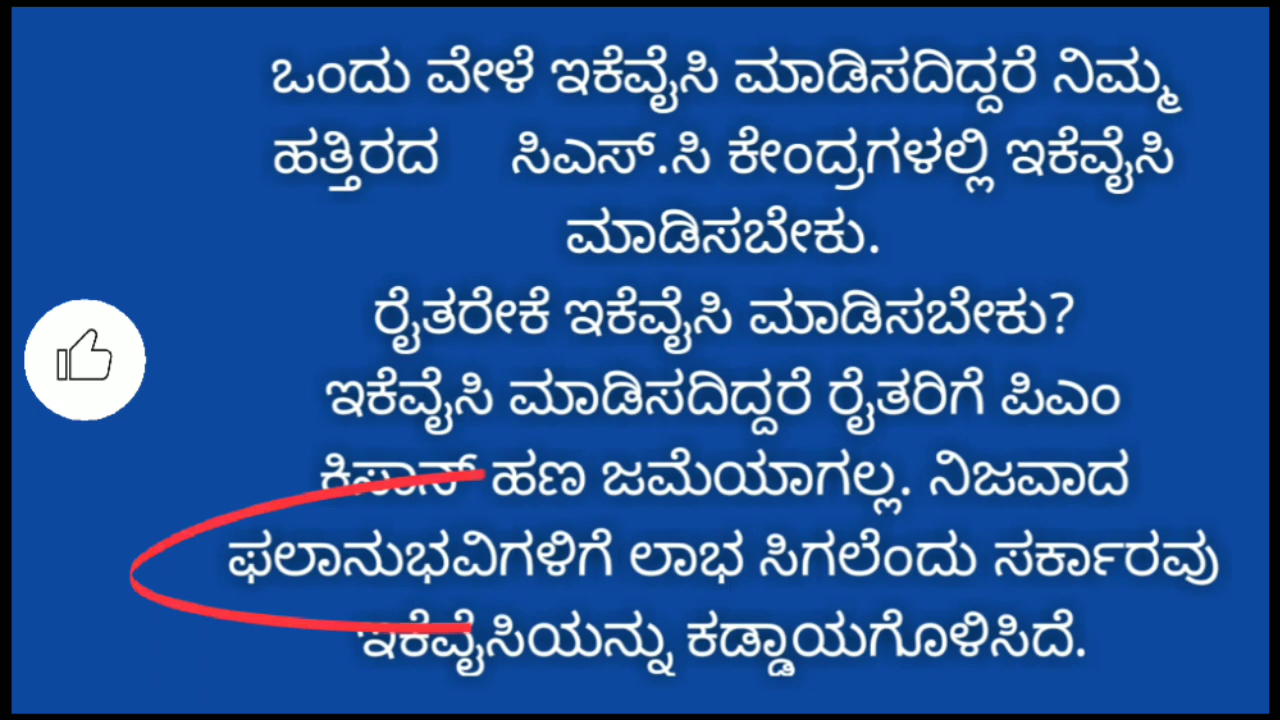 ಒಂದು ವೇಳೆ ಇಕೆವೈಸಿ ಮಾಡಿಸದಿದ್ದರೆ ನಿಮ್ಮ
ಹತ್ತಿರದ ಸಿಎಸ್.ಸಿ ಕೇಂದ್ರಗಳಲ್ಲಿ ಇಕೆವೈಸಿ
ಮಾಡಿಸಬೇಕು.
ರೈತರೇಕೆ ಇಕೆವೈಸಿ ಮಾಡಿಸಬೇಕು?
ಇಕೆವೈಸಿ ಮಾಡಿಸದಿದ್ದರೆ ರೈತರಿಗೆ ಪಿಎಂ
ಕಿಸಾನ್ ಹಣ ಜಮೆಯಾಗಲ್ಲ. ನಿಜವಾದ
ಫಲಾನುಭವಿಗಳಿಗೆ ಲಾಭ ಸಿಗಲೆಂದು ಸರ್ಕಾರವು
ಇಕೆವೈಸಿಯನ್ನು ಕಡ್ಡಾಯಗೊಳಿಸಿದೆ.